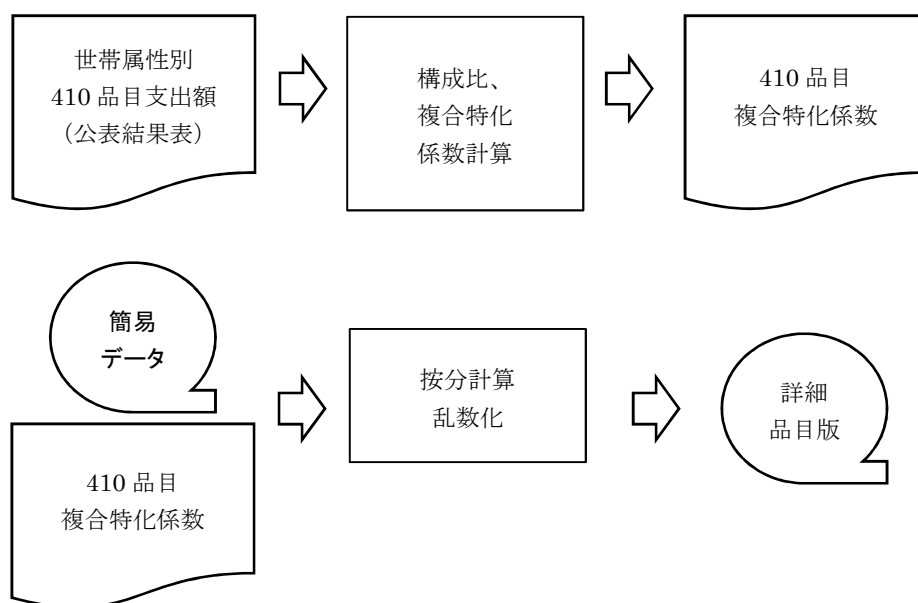 世帯属性別
410 品目支出額
（公表結果表）
構成比、
複合特化
係数計算
410 品目
複合特化係数
簡易
データ
410 品目
複合特化係数
按分計算
乱数化
詳細
品目版